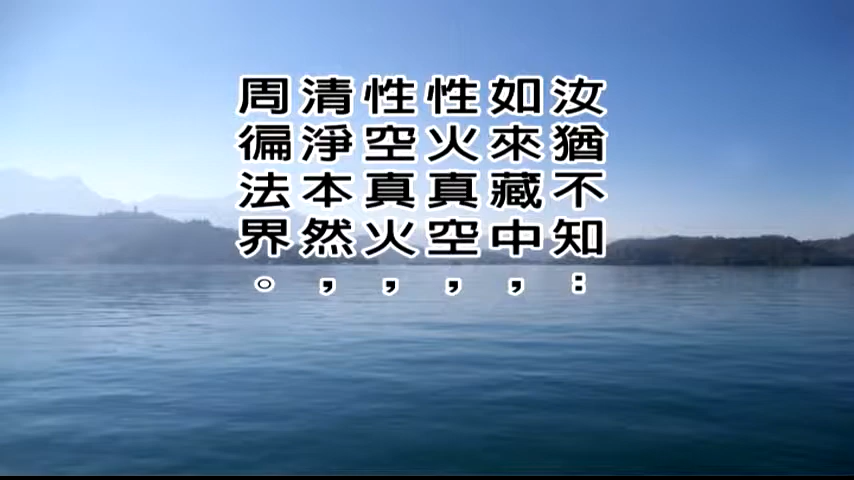 汝猶不知：
如來藏中，
性火真空，
性空真火，
清淨本然，
周徧法界。